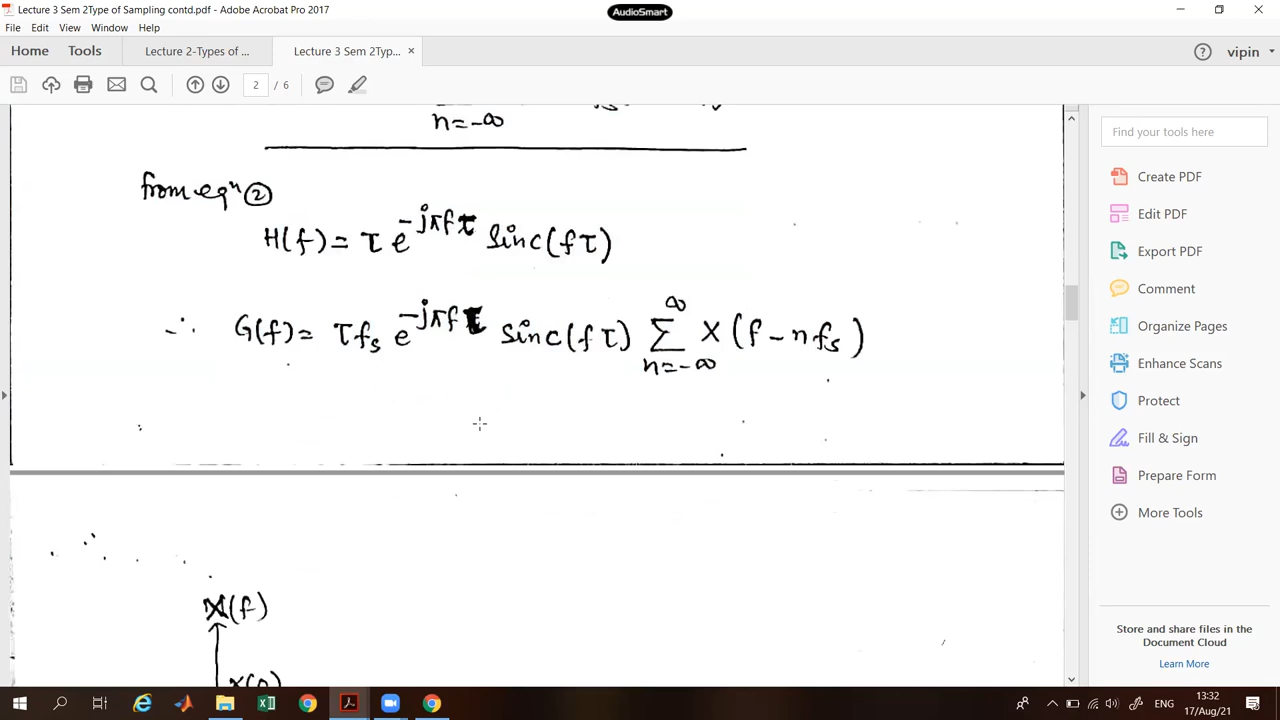 Lecture 3 Sem 2Type of Sampling contd.pdf - Adobe Acrobat Pro 2017
AudioSmart
File Edit View Window Help
Home Tools Lecture 2-Types of ... Lecture 3 Sem 2Typ... × vipin
2 / 6
n=-∞
from eqⁿ ②
H(f) = τ e^{-jπfτ} Sinc(fτ)
∴ G(f) = τfₛ e^{-jπfτ} Sinc(fτ) ∑_{n=-∞}^{∞} X(f-nfₛ)
X(f)
X(0)
Find your tools here
Create PDF
Edit PDF
Export PDF
Comment
Organize Pages
Enhance Scans
Protect
Fill & Sign
Prepare Form
More Tools
Store and share files in the
Document Cloud
Learn More
ENG
13:32
17/Aug/21